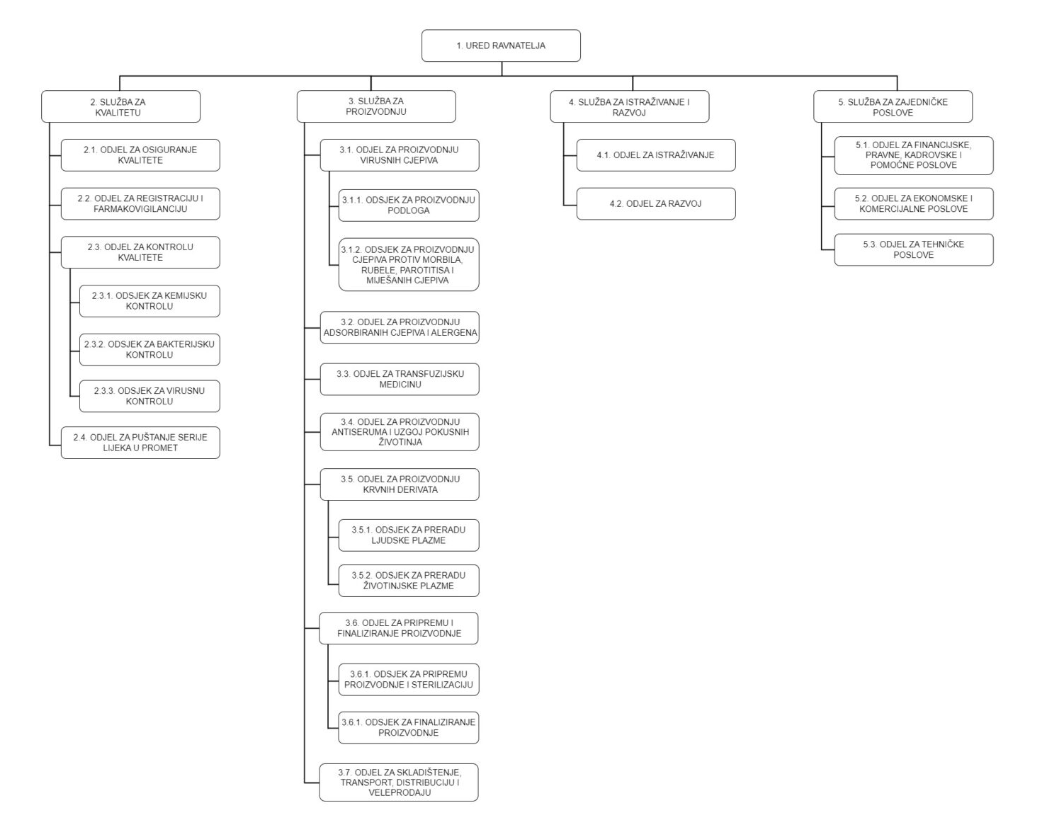 1. URED RAVNATELJA
2. SLUŽBA ZA
KVALITETU
2.1. ODJEL ZA OSIGURANJE
KVALITETE
2.2. ODJEL ZA REGISTRACIJU I
FARMAKOVIGILANCIJU
2.3. ODJEL ZA KONTROLU
KVALITETE
2.3.1. ODSJEK ZA KEMIJSKU
KONTROLU
2.3.2. ODSJEK ZA BAKTERIJSKU
KONTROLU
2.3.3. ODSJEK ZA VIRUSNU
KONTROLU
2.4. ODJEL ZA PUŠTANJE SERIJE
LIJEKA U PROMET
3. SLUŽBA ZA
PROIZVODNJU
3.1. ODJEL ZA PROIZVODNJU
VIRUSNIH CJEPIVA
3.1.1. ODSJEK ZA PROIZVODNJU
PODLOGA
3.1.2. ODSJEK ZA PROIZVODNJU
CJEPIVA PROTIV MORBILA,
RUBELE, PAROTITISA I
MIJEŠANIH CJEPIVA
3.2. ODJEL ZA PROIZVODNJU
ADSORBIRANIH CJEPIVA I ALERGENA
3.3. ODJEL ZA TRANSFUZIJSKU
MEDICINU
3.4. ODJEL ZA PROIZVODNJU
ANTISERUMA I UZGOJ POKUSNIH
ŽIVOTINJA
3.5. ODJEL ZA PROIZVODNJU
KRVNIH DERIVATA
3.5.1. ODSJEK ZA PRERADU
LJUDSKE PLAZME
3.5.2. ODSJEK ZA PRERADU
ŽIVOTINJSKE PLAZME
3.6. ODJEL ZA PRIPREMU I
FINALIZIRANJE PROIZVODNJE
3.6.1. ODSJEK ZA PRIPREMU
PROIZVODNJE I STERILIZACIJU
3.6.1. ODSJEK ZA FINALIZIRANJE
PROIZVODNJE
3.7. ODJEL ZA SKLADIŠTENJE,
TRANSPORT, DISTRIBUCIJU I
VELEPRODAJU
4. SLUŽBA ZA ISTRAŽIVANJE I
RAZVOJ
4.1. ODJEL ZA ISTRAŽIVANJE
4.2. ODJEL ZA RAZVOJ
5. SLUŽBA ZA ZAJEDNIČKE
POSLOVE
5.1. ODJEL ZA FINANCIJSKE,
PRAVNE, KADROVSKE I
POMOĆNE POSLOVE
5.2. ODJEL ZA EKONOMSKE I
KOMERCIJALNE POSLOVE
5.3. ODJEL ZA TEHNIČKE
POSLOVE